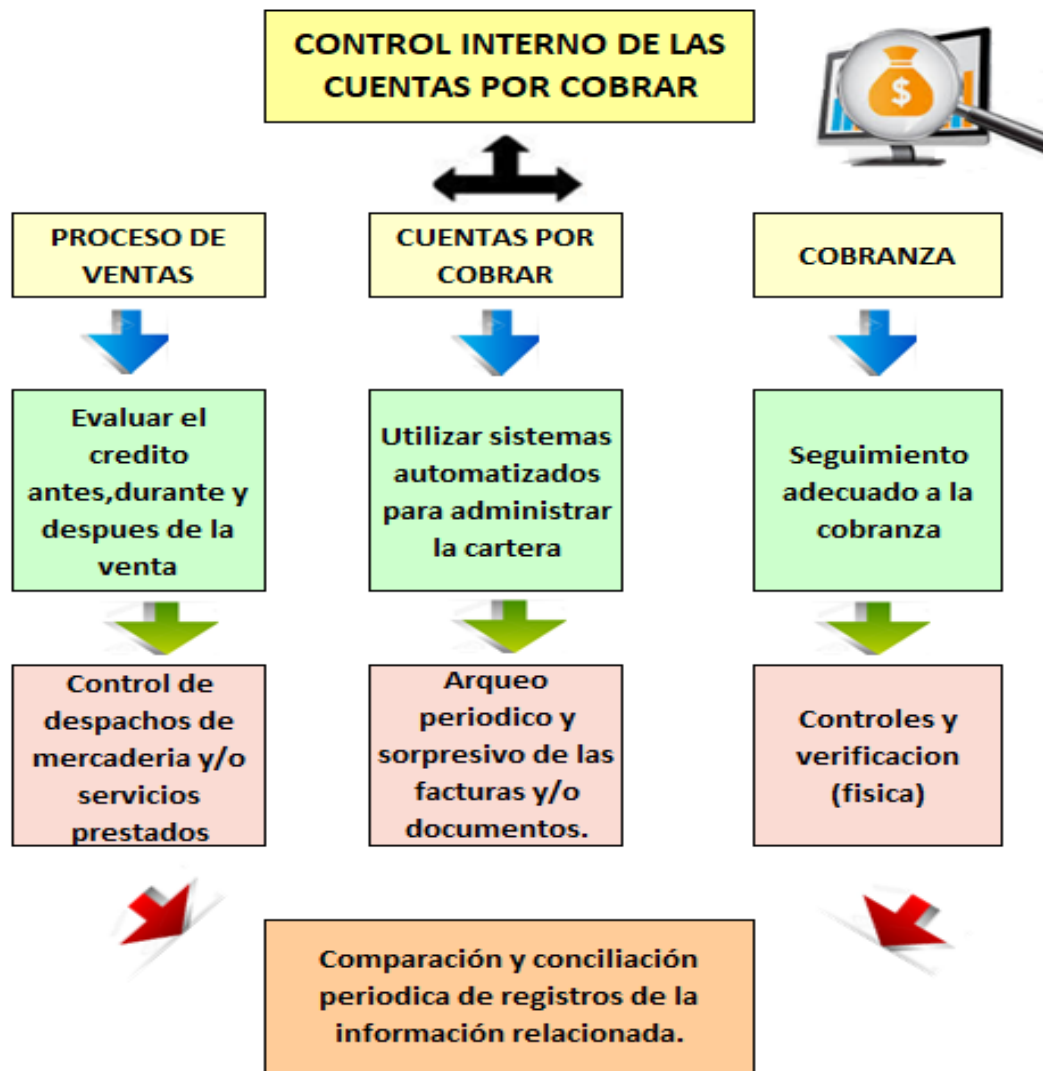 CONTROL INTERNO DE LAS
CUENTAS POR COBRAR
$
PROCESO DE
VENTAS
CUENTAS POR
COBRAR
COBRANZA
Evaluar el
credito
antes,durante y
despues de la
venta
Utilizar sistemas
automatizados
para administrar
la cartera
Seguimiento
adecuado a la
cobranza
Control de
despachos de
mercaderia y/o
servicios
prestados
Arqueo
periodico y
sorpresivo de las
facturas y/o
documentos.
Controles y
verificacion
(fisica)
Comparación y conciliación
periodica de registros de la
información relacionada.